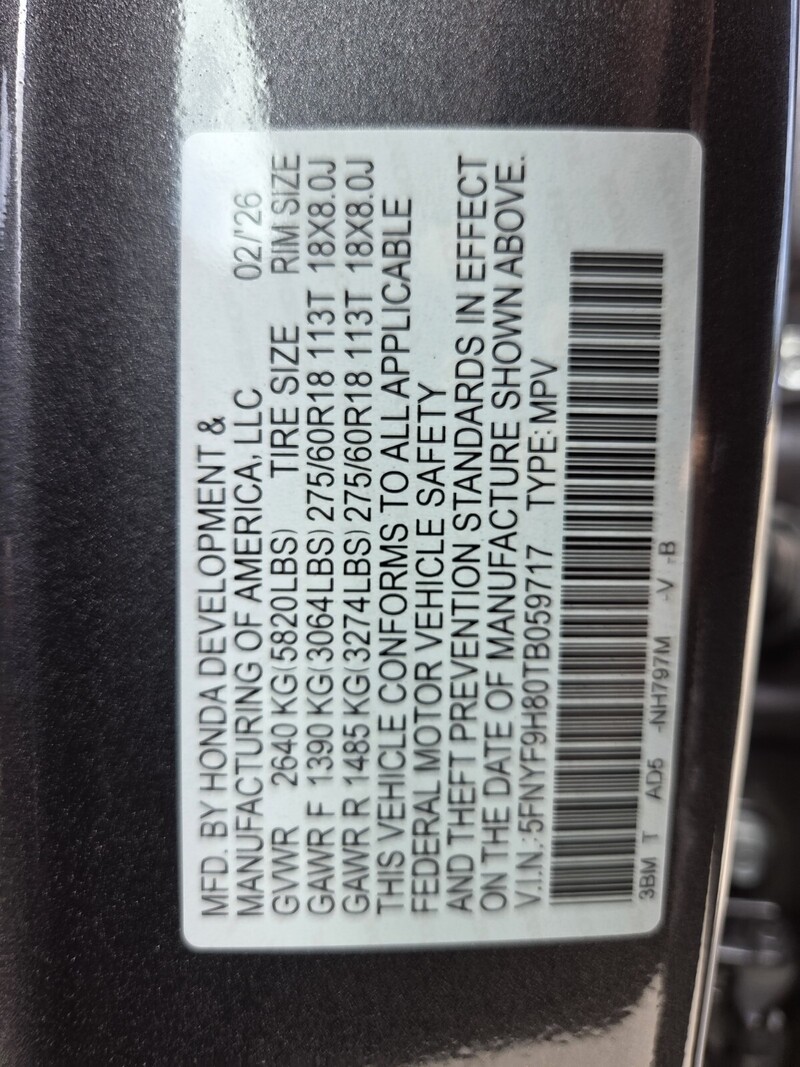 MFD. BY HONDA DEVELOPMENT &
MANUFACTURING OF AMERICA, LLC 02/'26
GVWR 2640 KG(5820LBS) TIRE SIZE RIM SIZE
GAWR F 1390 KG(3064LBS) 275/60R18 113T 18X8.0J
GAWR R 1485 KG(3274LBS) 275/60R18 113T 18X8.0J
THIS VEHICLE CONFORMS TO ALL APPLICABLE
FEDERAL MOTOR VEHICLE SAFETY
AND THEFT PREVENTION STANDARDS IN EFFECT
ON THE DATE OF MANUFACTURE SHOWN ABOVE.
V.I.N.:5FNYF9H80TB059717 TYPE: MPV
3BM T AD5 -NH797M -V -B